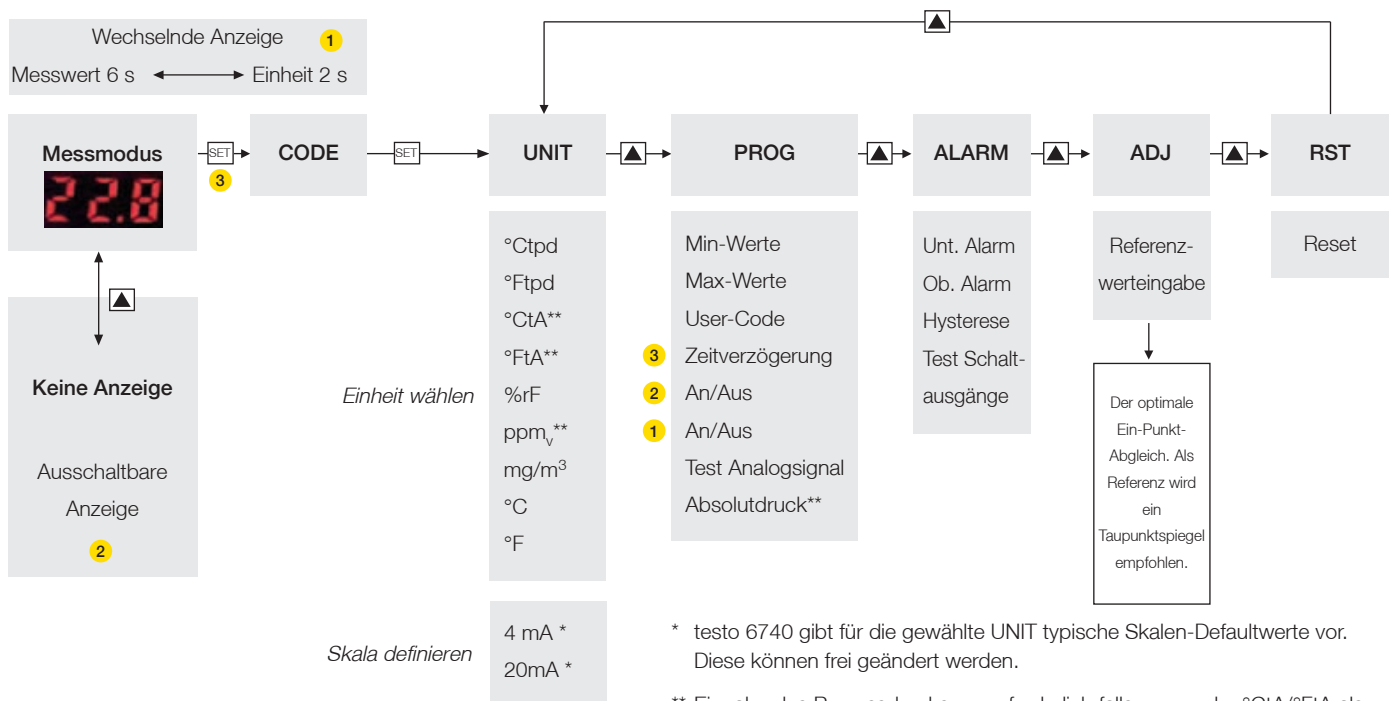 Wechselnde Anzeige 1
Messwert 6 s Einheit 2 s
Messmodus
22.8
SET
3
CODE
SET
UNIT
PROG
ALARM
ADJ
RST
Keine Anzeige
Ausschaltbare
Anzeige
2
Einheit wählen
°Ctpd
°Ftpd
°CtA**
°FtA**
%rF
ppmv**
mg/m³
°C
°F
Skala definieren
4 mA *
20mA *
Min-Werte
Max-Werte
User-Code
3 Zeitverzögerung
2 An/Aus
1 An/Aus
Test Analogsignal
Absolutdruck**
Unt. Alarm
Ob. Alarm
Hysterese
Test Schalt-
ausgänge
Referenz-
werteingabe
Der optimale
Ein-Punkt-
Abgleich. Als
Referenz wird
ein
Taupunktspiegel
empfohlen.
Reset
* testo 6740 gibt für die gewählte UNIT typische Skalen-Defaultwerte vor.
Diese können frei geändert werden.
**